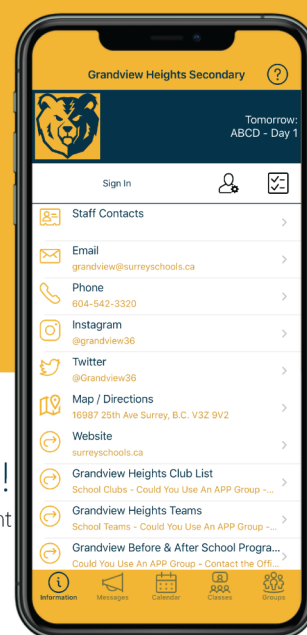 Grandview Heights Secondary
?
Tomorrow:
ABCD - Day 1
Sign In
Staff Contacts
Email
grandview@surreyschools.ca
Phone
604-542-3320
Instagram
@grandview36
Twitter
@Grandview36
Map / Directions
16987 25th Ave Surrey, B.C. V3Z 9V2
Website
surreyschools.ca
!
Grandview Heights Club List
School Clubs - Could You Use An APP Group -...
nt
Grandview Heights Teams
School Teams - Could You Use An APP Group -...
Grandview Before & After School Progra...
Could You Use An APP Group - Contact the Offi...
Information
Messages
Calendar
Classes
Groups